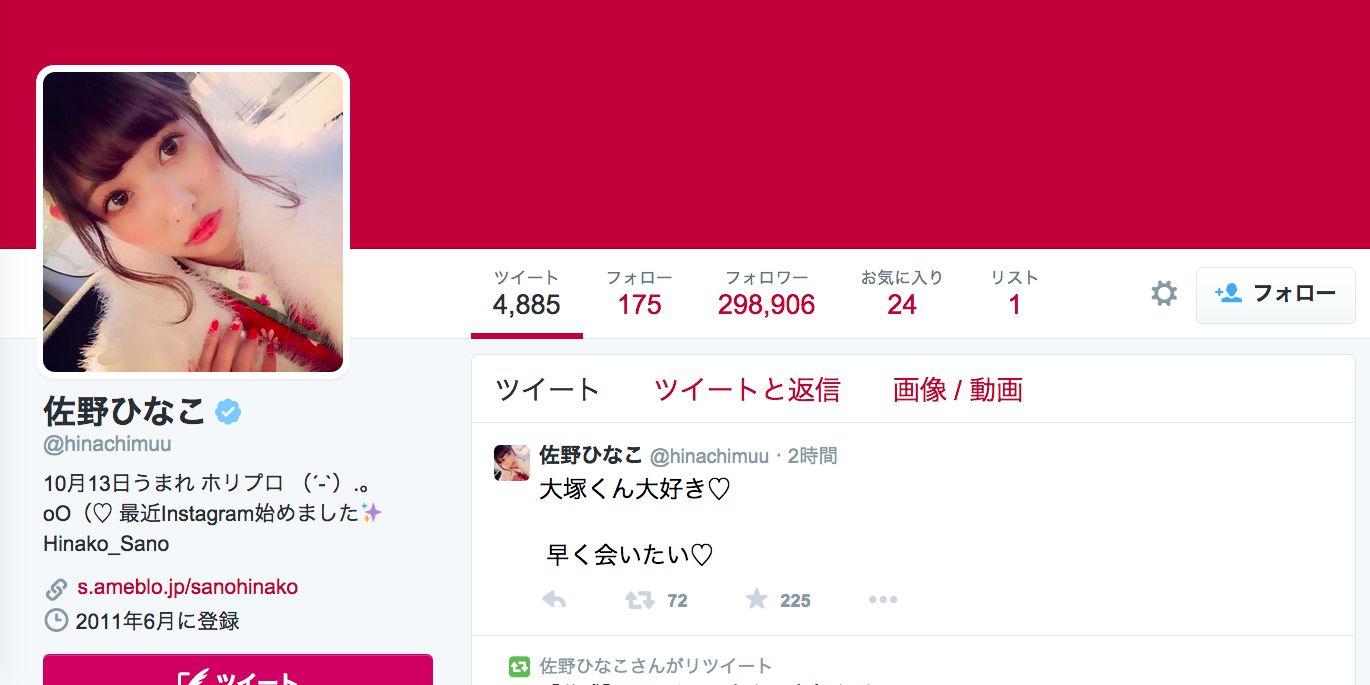 ツイート
4,885
フォロー
175
フォロワー
298,906
お気に入り
24
リスト
1
フォロー
佐野ひなこ
@hinachimuu
10月13日うまれ ホリプロ （´-`）.｡
oO（♡ 最近Instagram始めました✨
Hinako_Sano
s.ameblo.jp/sanohinako
2011年6月に登録
ツイート
ツイート ツイートと返信 画像 / 動画
佐野ひなこ @hinachimuu · 2時間
大塚くん大好き♡
早く会いたい♡
72 225
佐野ひなこさんがリツイート